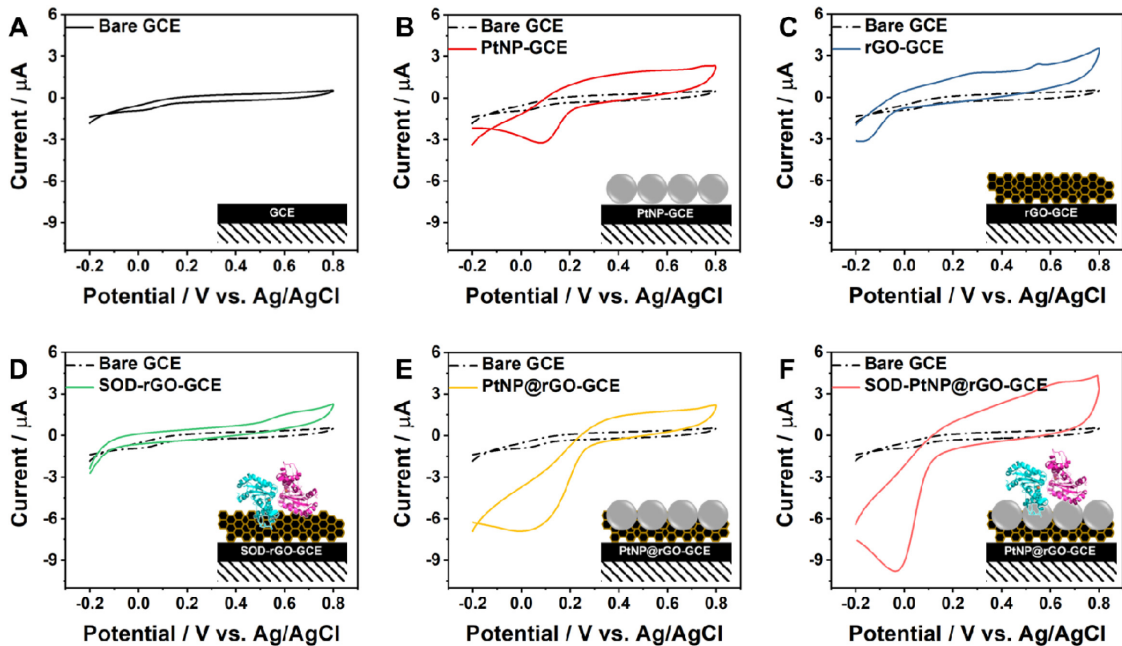 A
Bare GCE
6
3
0
-3
-6
-9
Current / μA
GCE
-0.2 0.0 0.2 0.4 0.6 0.8
Potential / V vs. Ag/AgCl
B
Bare GCE
PtNP-GCE
6
3
0
-3
-6
-9
Current / μA
PtNP-GCE
-0.2 0.0 0.2 0.4 0.6 0.8
Potential / V vs. Ag/AgCl
C
Bare GCE
rGO-GCE
6
3
0
-3
-6
-9
Current / μA
rGO-GCE
-0.2 0.0 0.2 0.4 0.6 0.8
Potential / V vs. Ag/AgCl
D
Bare GCE
SOD-rGO-GCE
6
3
0
-3
-6
-9
Current / μA
SOD-rGO-GCE
-0.2 0.0 0.2 0.4 0.6 0.8
Potential / V vs. Ag/AgCl
E
Bare GCE
PtNP@rGO-GCE
6
3
0
-3
-6
-9
Current / μA
PtNP@rGO-GCE
-0.2 0.0 0.2 0.4 0.6 0.8
Potential / V vs. Ag/AgCl
F
Bare GCE
SOD-PtNP@rGO-GCE
6
3
0
-3
-6
-9
Current / μA
PtNP@rGO-GCE
-0.2 0.0 0.2 0.4 0.6 0.8
Potential / V vs. Ag/AgCl